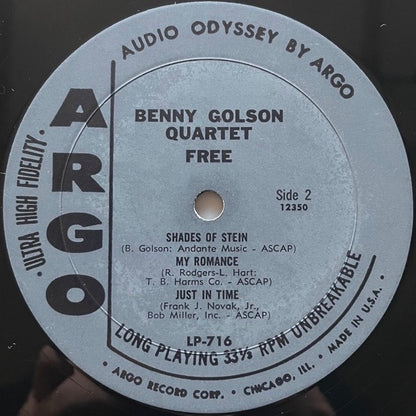 AUDIO ODYSSEY BY ARGO
ARGO
• ULTRA HIGH FIDELITY •
BENNY GOLSON
QUARTET
FREE
Side 2
12350
SHADES OF STEIN
(B. Golson: Andante Music - ASCAP)
MY ROMANCE
(R. Rodgers-L. Hart;
T. B. Harms Co. - ASCAP)
JUST IN TIME
(Frank J. Novak, Jr.,
Bob Miller, Inc. - ASCAP)
LP-716
LONG PLAYING 33⅓ RPM UNBREAKABLE
• ARGO RECORD CORP. • CHICAGO, ILL. • MADE IN U.S.A. •